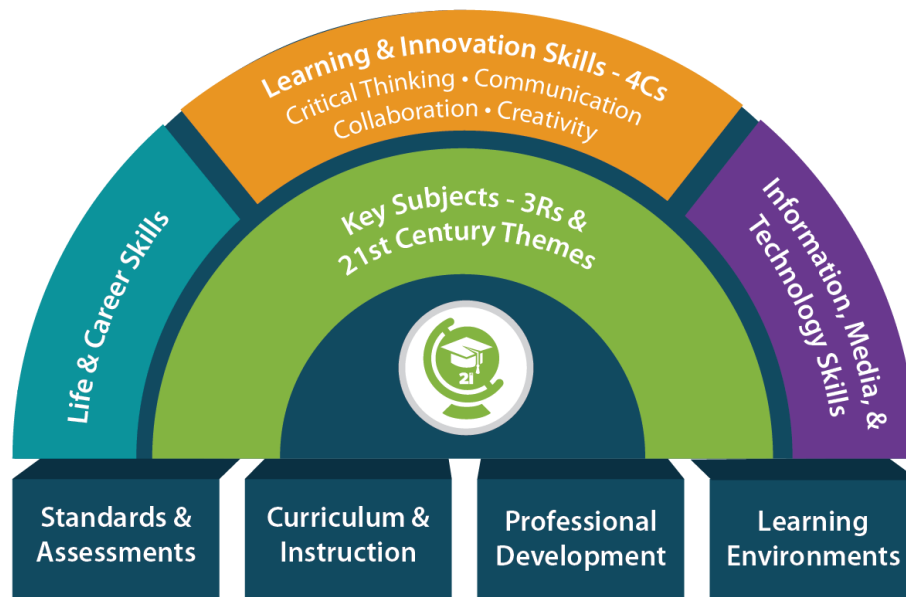 Learning & Innovation Skills - 4Cs
Critical Thinking • Communication
Collaboration • Creativity
Life & Career Skills
Key Subjects - 3Rs &
21st Century Themes
Information, Media, &
Technology Skills
21
Standards &
Assessments
Curriculum &
Instruction
Professional
Development
Learning
Environments